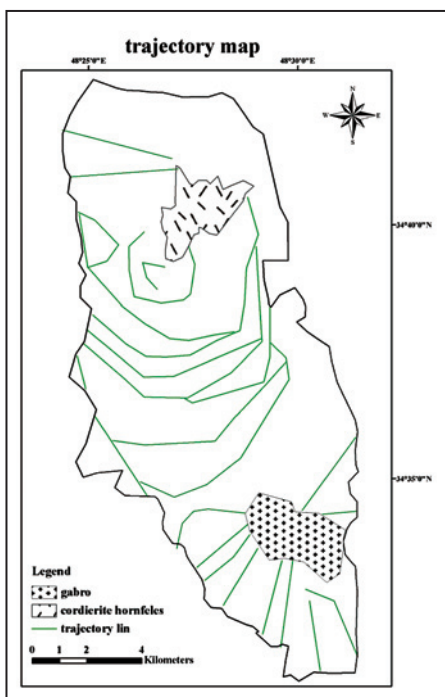 trajectory map
48°25'0"E 48°30'0"E
N
W E
S
34°40'0"N
34°35'0"N
Legend
gabro
cordierite hornfeles
trajectory lin
0 1 2 4
Kilometers